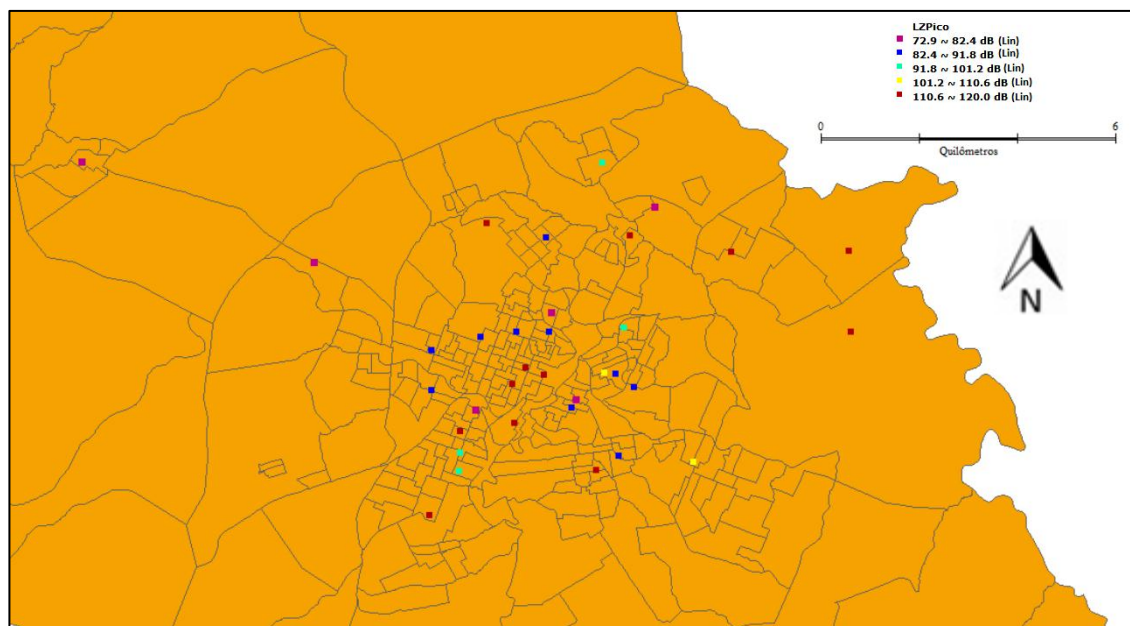 LZPico
72.9 ~ 82.4 dB (Lin)
82.4 ~ 91.8 dB (Lin)
91.8 ~ 101.2 dB (Lin)
101.2 ~ 110.6 dB (Lin)
110.6 ~ 120.0 dB (Lin)
0 6
Quilómetros
N